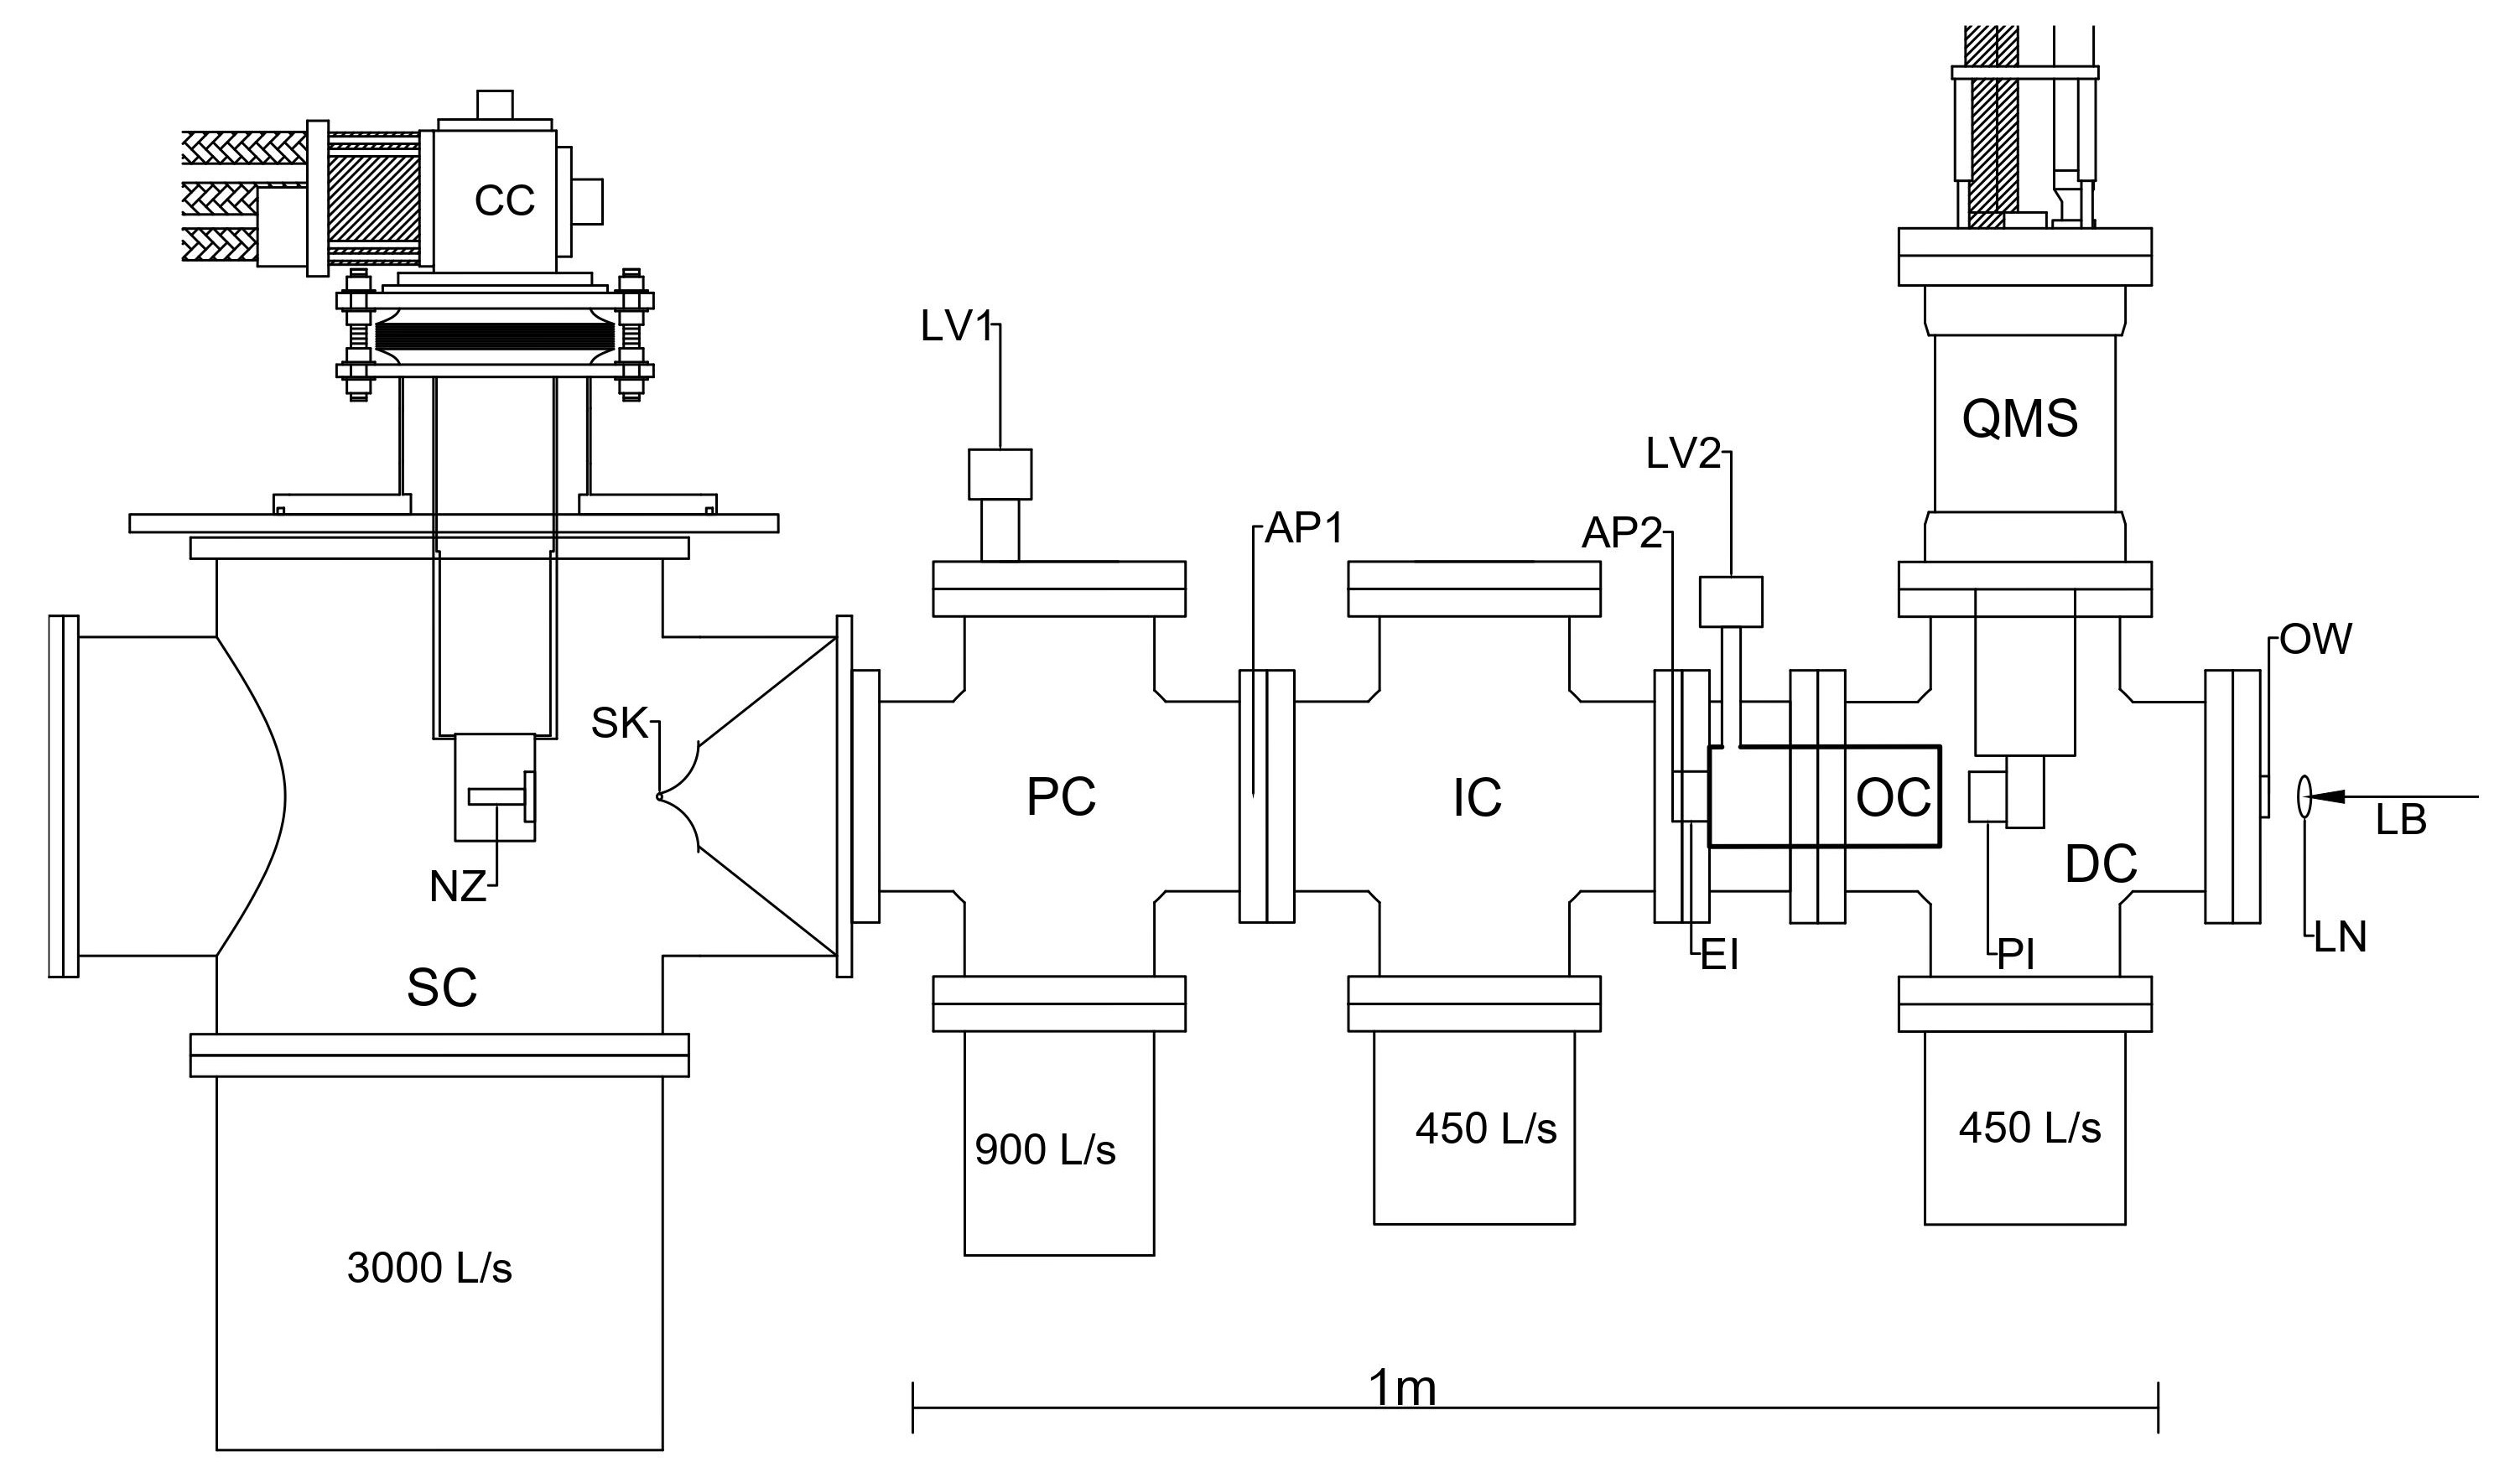 CC
LV1
QMS
LV2
AP1
AP2
OW
SK
PC
IC
OC
LB
DC
NZ
LN
EI
PI
SC
900 L/s
450 L/s
450 L/s
3000 L/s
1m